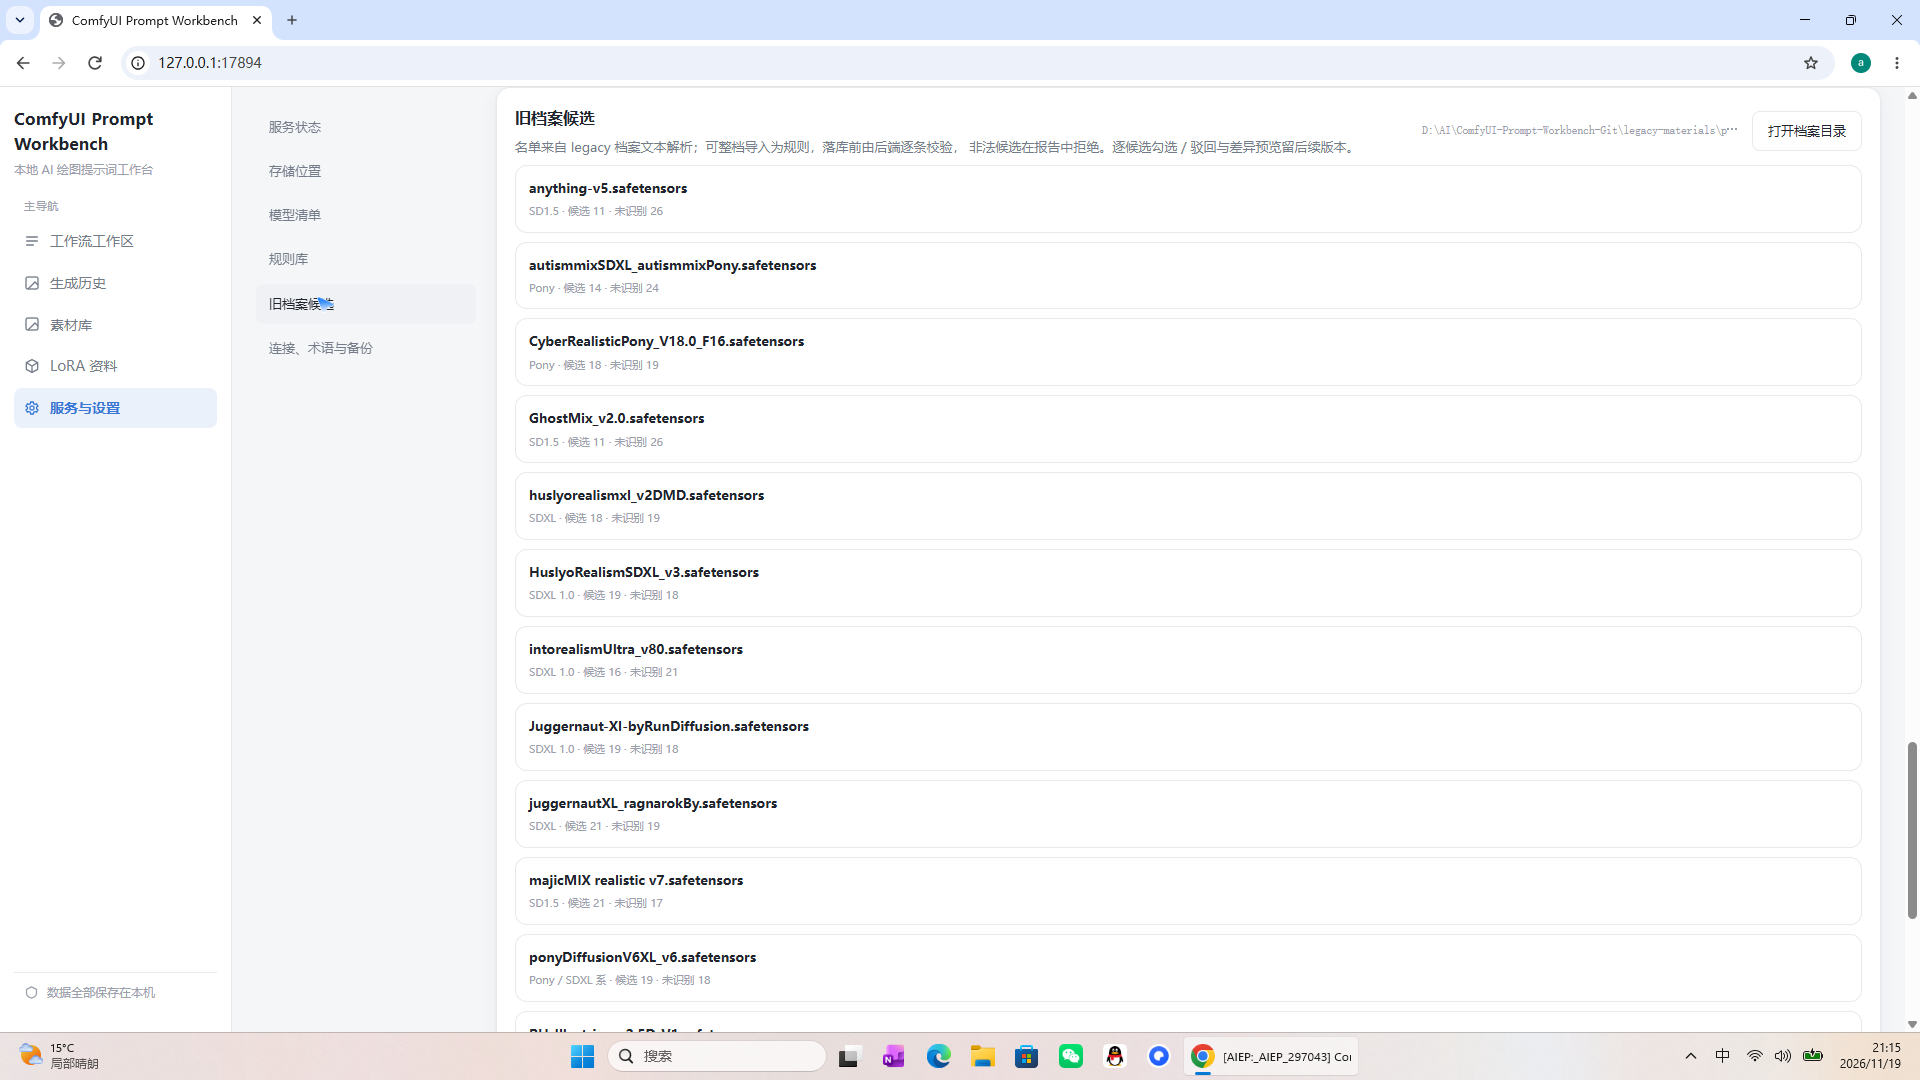 ComfyUI Prompt Workbench
127.0.0.1:17894
a
ComfyUI Prompt
Workbench
本地 AI 绘图提示词工作台
主导航
工作流工作区
生成历史
素材库
LoRA 资料
服务与设置
数据全部保存在本机
服务状态
存储位置
模型清单
规则库
旧档案候选
连接、术语与备份
旧档案候选
名单来自 legacy 档案文本解析；可整档导入为规则，落库前由后端逐条校验， 非法候选在报告中拒绝。逐候选勾选 / 驳回与差异预览留后续版本。
D:\AI\ComfyUI-Prompt-Workbench-Git\legacy-materials\p···
打开档案目录
anything-v5.safetensors
SD1.5 · 候选 11 · 未识别 26
autismmixSDXL_autismmixPony.safetensors
Pony · 候选 14 · 未识别 24
CyberRealisticPony_V18.0_F16.safetensors
Pony · 候选 18 · 未识别 19
GhostMix_v2.0.safetensors
SD1.5 · 候选 11 · 未识别 26
huslyorealismxl_v2DMD.safetensors
SDXL · 候选 18 · 未识别 19
HuslyoRealismSDXL_v3.safetensors
SDXL 1.0 · 候选 19 · 未识别 18
intorealismUltra_v80.safetensors
SDXL 1.0 · 候选 16 · 未识别 21
Juggernaut-XI-byRunDiffusion.safetensors
SDXL 1.0 · 候选 19 · 未识别 18
juggernautXL_ragnarokBy.safetensors
SDXL · 候选 21 · 未识别 19
majicMIX realistic v7.safetensors
SD1.5 · 候选 21 · 未识别 17
ponyDiffusionV6XL_v6.safetensors
Pony / SDXL 系 · 候选 19 · 未识别 18
15°C
局部晴朗
搜索
[AIEP:_AIEP_297043] Cor
中
21:15
2026/11/19